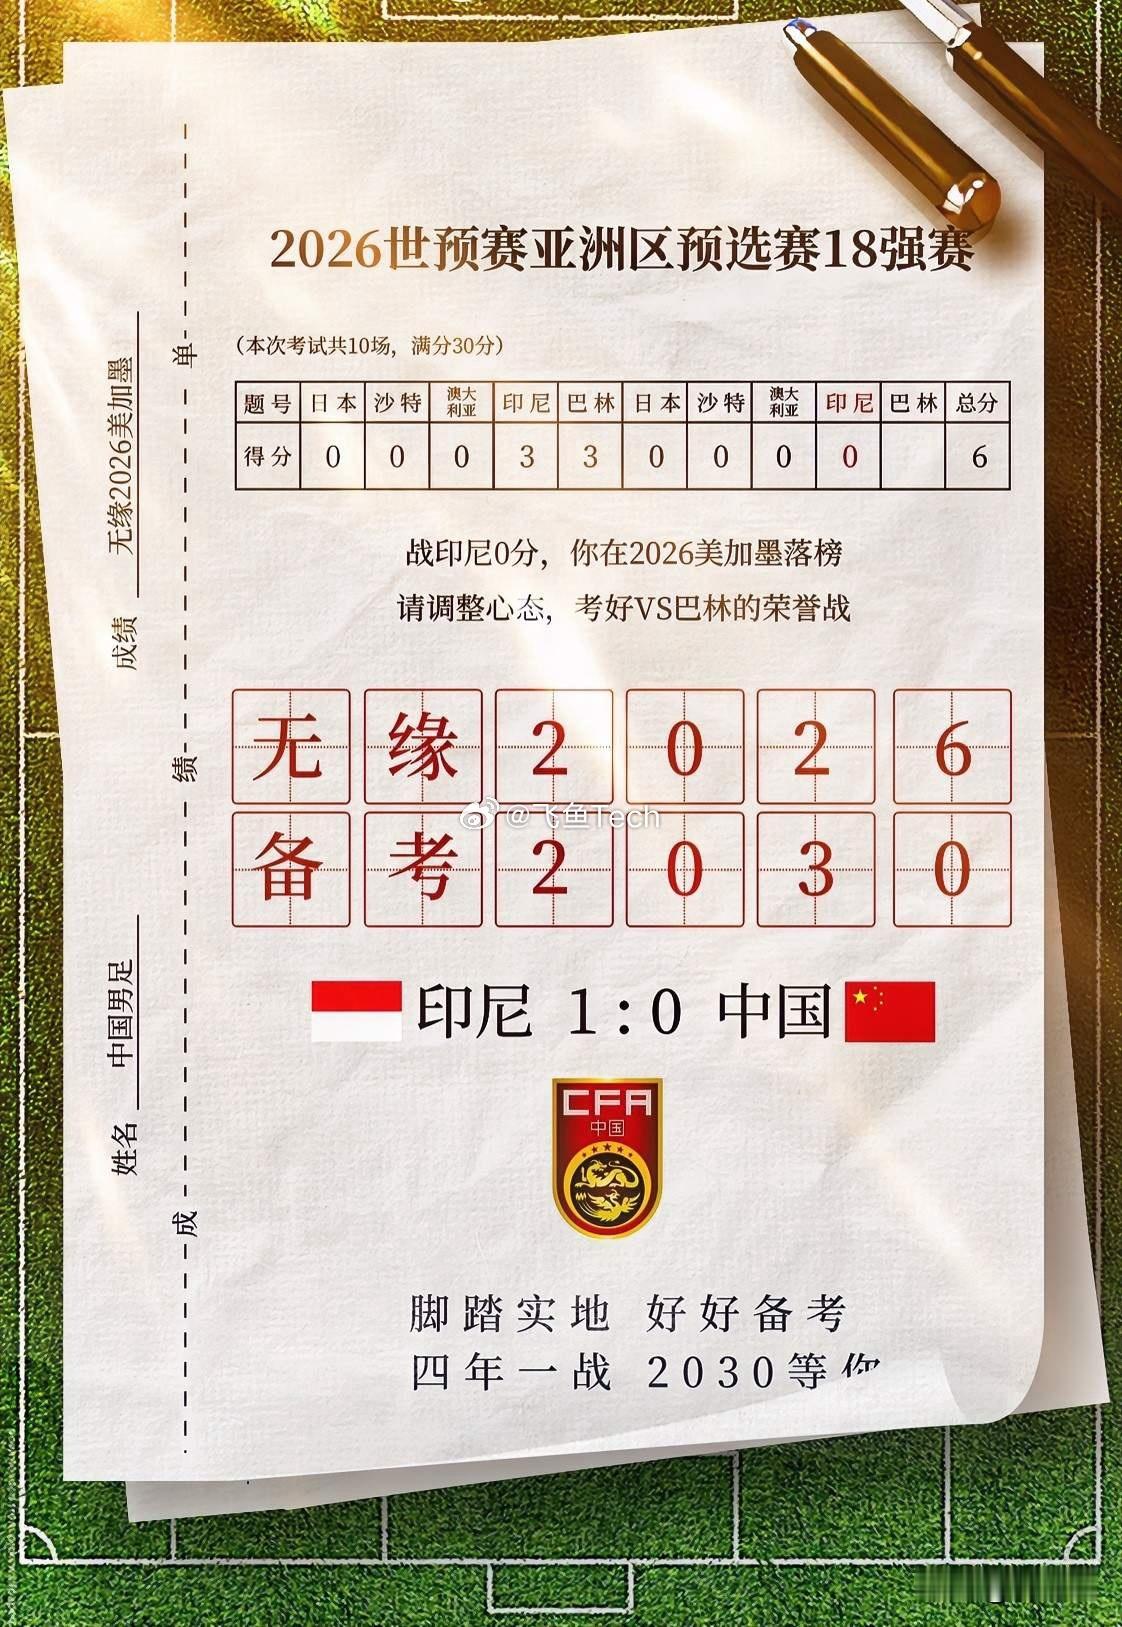 2026世预赛亚洲区预选赛18强赛
（本次考试共10场，满分30分）
题号 日本 沙特 澳大利亚 印尼 巴林 日本 沙特 澳大利亚 印尼 巴林 总分
得分 0 0 0 3 3 0 0 0 0 6
战印尼0分，你在2026美加墨落榜
请调整心态，考好VS巴林的荣誉战
无缘2026
@飞鱼Tech
备考2030
印尼 1:0 中国
CFA
中国
脚踏实地 好好备考
四年一战 2030等你
姓名 中国男足
成绩 无缘2026美加墨
成绩单